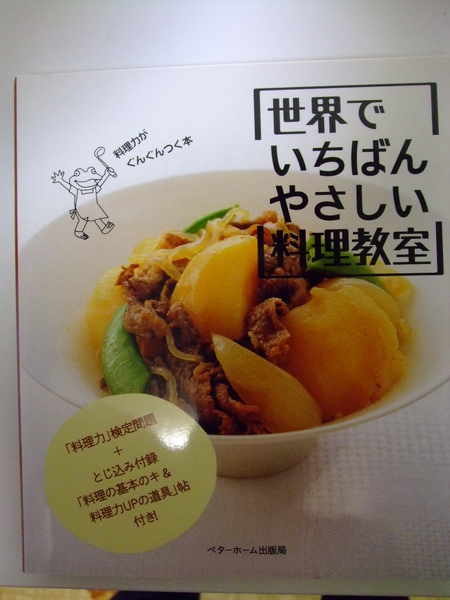 料理力が
ぐんぐんつく本
世界で
いちばん
やさしい
料理教室
「料理力」検定問題
+
とじ込み付録
「料理の基本のキ&
料理力UPの道具」帖
付き!
ベターホーム出版局